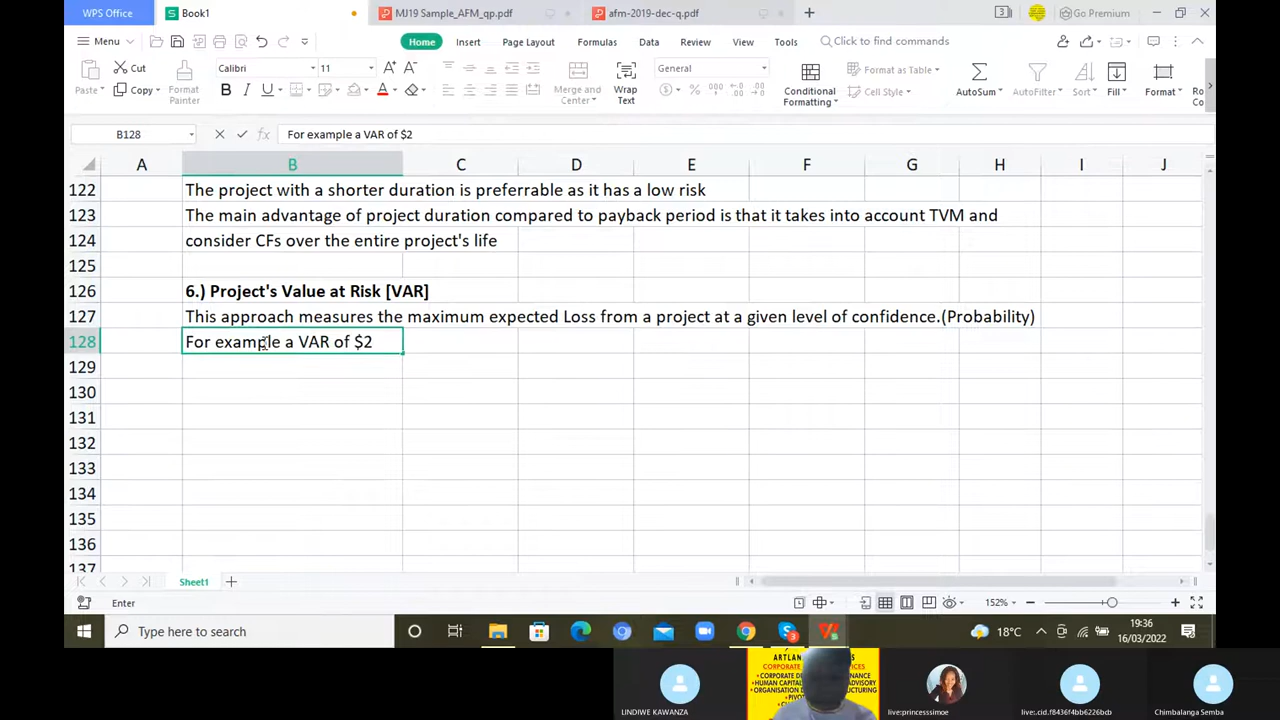 WPS Office
Book1
MJ19 Sample_AFM_qp.pdf
afm-2019-dec-q.pdf
3
Go Premium
Menu
Home
Insert
Page Layout
Formulas
Data
Review
View
Tools
Click to find commands
Paste
Cut
Copy
Format Painter
Calibri
11
A+ A-
B I U
Merge and Center
Wrap Text
General
Conditional Formatting
Format as Table
Cell Style
AutoSum
AutoFilter
Sort
Fill
Format
B128
For example a VAR of $2
A B C D E F G H I J
122 The project with a shorter duration is preferrable as it has a low risk
123 The main advantage of project duration compared to payback period is that it takes into account TVM and
124 consider CFs over the entire project's life
125
126 6.) Project's Value at Risk [VAR]
127 This approach measures the maximum expected Loss from a project at a given level of confidence.(Probability)
128 For example a VAR of $2
129
130
131
132
133
134
135
136
137
Sheet1
Enter
152%
Type here to search
18°C
19:36
16/03/2022
LINDIWE KAWANZA
CORPORATE
live:princesssimoe
live:.cid.f8436f4bb6226bcb
Chimbalanga Semba